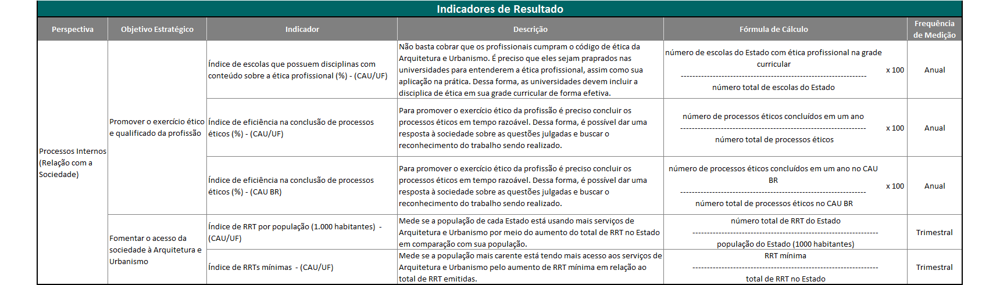 Indicadores de Resultado
Perspectiva
Objetivo Estratégico
Indicador
Descrição
Fórmula de Cálculo
Frequência
de Medição
Processos Internos
(Relação com a
Sociedade)
Promover o exercício ético
e qualificado da profissão
Índice de escolas que possuem disciplinas com
conteúdo sobre a ética profissional (%) - (CAU/UF)
Não basta cobrar que os profissionais cumpram o código de ética da
Arquitetura e Urbanismo. É preciso que eles sejam praprados nas
universidades para entenderem a ética profissional, assim como sua
aplicação na prática. Dessa forma, as universidades devem incluir a
disciplica de ética em sua grade curricular de forma efetiva.
número de escolas do Estado com ética profissional na grade
curricular
----------------------------------------------------------------
número total de escolas do Estado
x 100
Anual
Índice de eficiência na conclusão de processos
éticos (%) - (CAU/UF)
Para promover o exercício ético da profissão é preciso concluir os
processos éticos em tempo razoável. Dessa forma, é possível dar uma
resposta à sociedade sobre as questões julgadas e buscar o
reconhecimento do trabalho sendo realizado.
número de processos éticos concluídos em um ano
----------------------------------------------------------------
número total de processos éticos
x 100
Anual
Índice de eficiência na conclusão de processos
éticos (%) - (CAU BR)
Para promover o exercício ético da profissão é preciso concluir os
processos éticos em tempo razoável. Dessa forma, é possível dar uma
resposta à sociedade sobre as questões julgadas e buscar o
reconhecimento do trabalho sendo realizado.
número de processos éticos concluídos em um ano no CAU
BR
----------------------------------------------------------------
número total de processos éticos no CAU BR
x 100
Anual
Fomentar o acesso da
sociedade à Arquitetura e
Urbanismo
Índice de RRT por população (1.000 habitantes) -
(CAU/UF)
Mede se a população de cada Estado está usando mais serviços de
Arquitetura e Urbanismo por meio do aumento do total de RRT no Estado
em comparação com sua população.
número total de RRT do Estado
----------------------------------------------------------------
população do Estado (1000 habitantes)
Trimestral
Índice de RRTs mínimas - (CAU/UF)
Mede se a população mais carente está tendo mais acesso aos serviços de
Arquitetura e Urbanismo pelo aumento de RRT mínima em relação ao
total de RRT emitidas.
RRT mínima
----------------------------------------------------------------
total de RRT no Estado
Trimestral